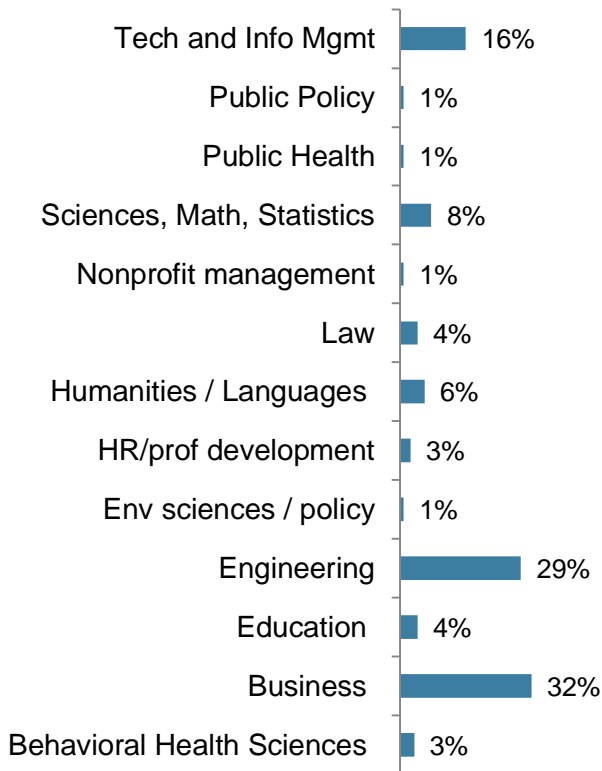 Tech and Info Mgmt 16%
Public Policy 1%
Public Health 1%
Sciences, Math, Statistics 8%
Nonprofit management 1%
Law 4%
Humanities / Languages 6%
HR/prof development 3%
Env sciences / policy 1%
Engineering 29%
Education 4%
Business 32%
Behavioral Health Sciences 3%